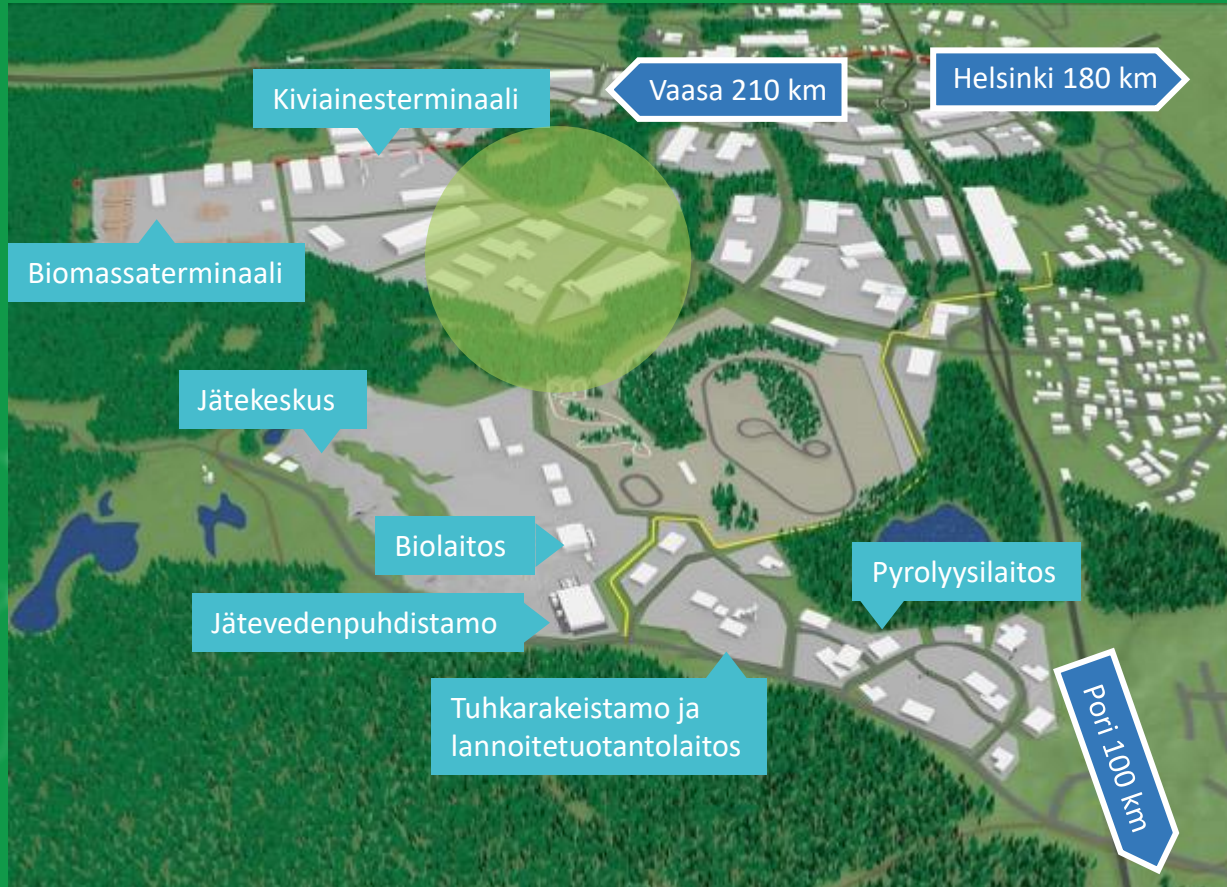 Kiviainesterminaali
Vaasa 210 km
Helsinki 180 km
Biomassaterminaali
Jätekeskus
Biolaitos
Pyrolyysilaitos
Jätevedenpuhdistamo
Tuhkarakeistamo ja
lannoitetuotantolaitos
Pori 100 km